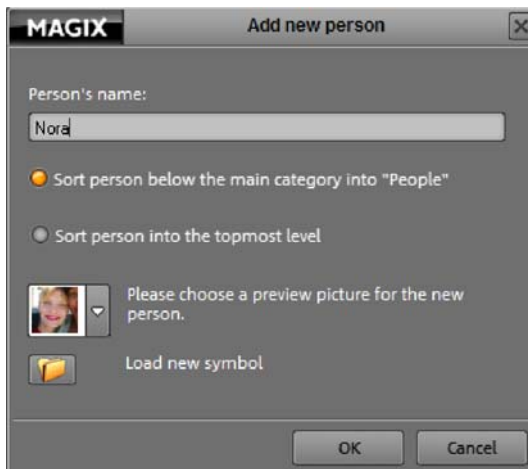 MAGIX Add new person
Person's name:
Nora
Sort person below the main category into "People"
Sort person into the topmost level
Please choose a preview picture for the new
person.
Load new symbol
OK Cancel